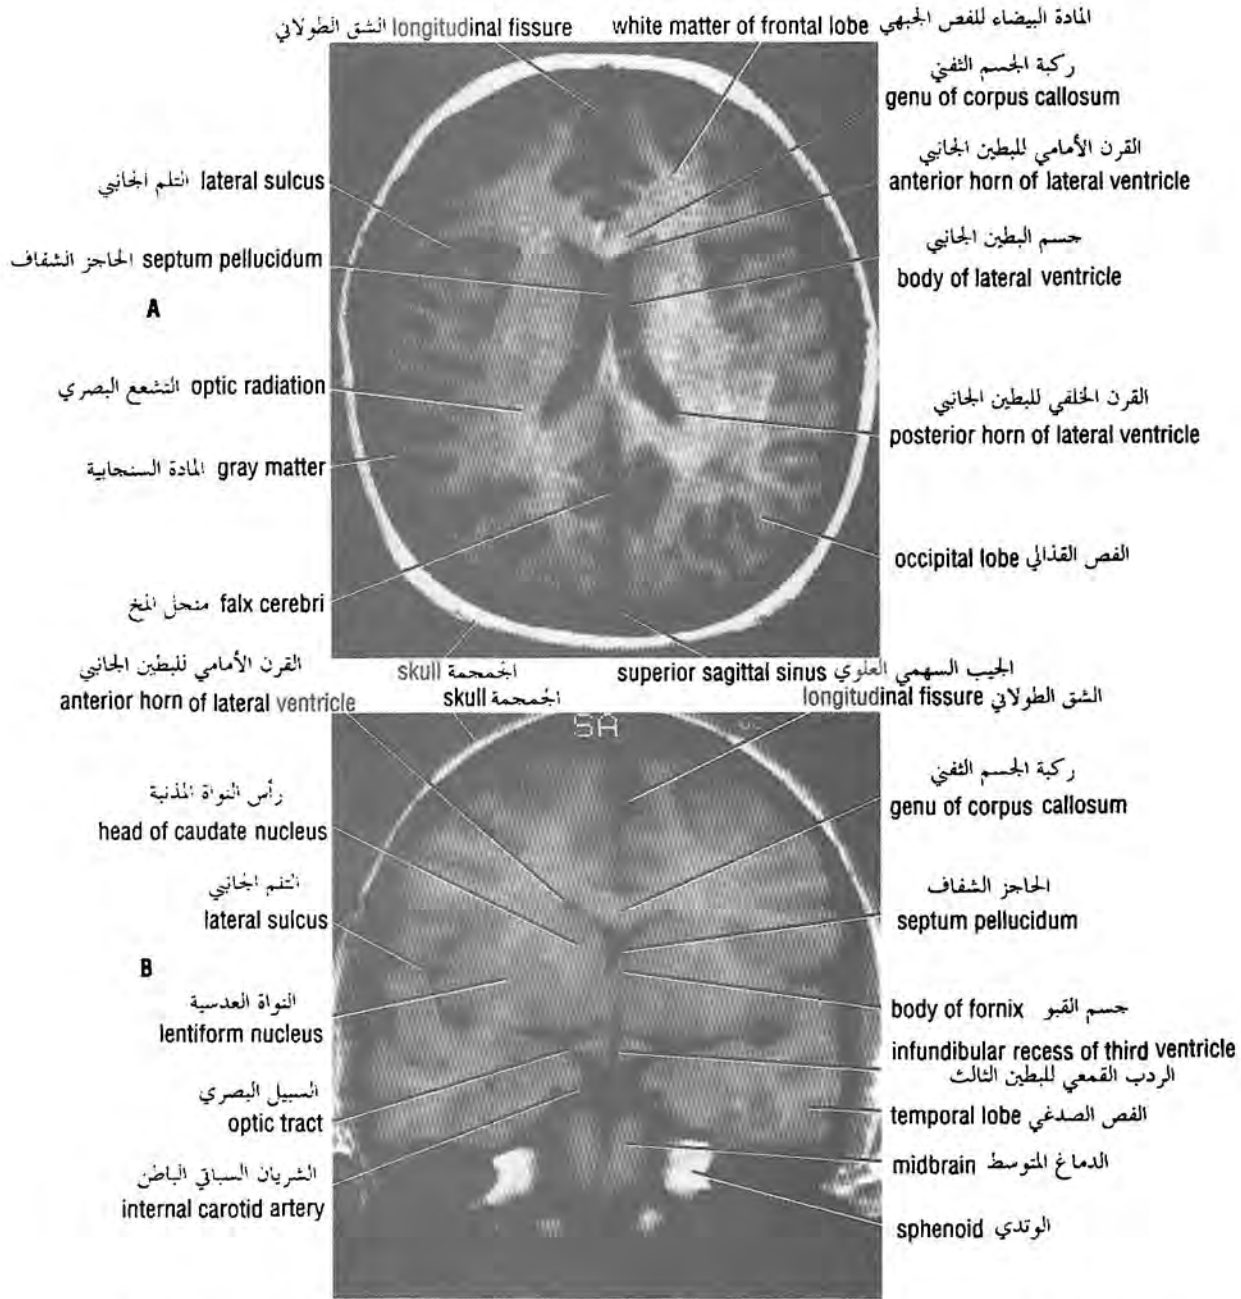 longitudinal fissure الشق الطولاني
white matter of frontal lobe المادة البيضاء للفص الجبهي
ركبة الجسم الثفني
genu of corpus callosum
القرن الأمامي للبطين الجانبي
anterior horn of lateral ventricle
lateral sulcus التلم الجانبي
جسم البطين الجانبي
body of lateral ventricle
septum pellucidum الحاجز الشفاف
A
optic radiation التشعع البصري
القرن الخلفي للبطين الجانبي
posterior horn of lateral ventricle
gray matter المادة السنجابية
occipital lobe الفص القذالي
falx cerebri منجل المخ
skull الجمجمة
superior sagittal sinus الجيب السهمي العلوي
القرن الأمامي للبطين الجانبي
anterior horn of lateral ventricle
skull الجمجمة
longitudinal fissure الشق الطولاني
SA
رأس النواة المذنبة
head of caudate nucleus
ركبة الجسم الثفني
genu of corpus callosum
التلم الجانبي
lateral sulcus
الحاجز الشفاف
septum pellucidum
B
النواة العدسية
lentiform nucleus
body of fornix جسم القبو
infundibular recess of third ventricle
الردب القمعي للبطين الثالث
السبيل البصري
optic tract
temporal lobe الفص الصدغي
الشريان السباتي الباطن
internal carotid artery
midbrain الدماغ المتوسط
sphenoid الوتدي